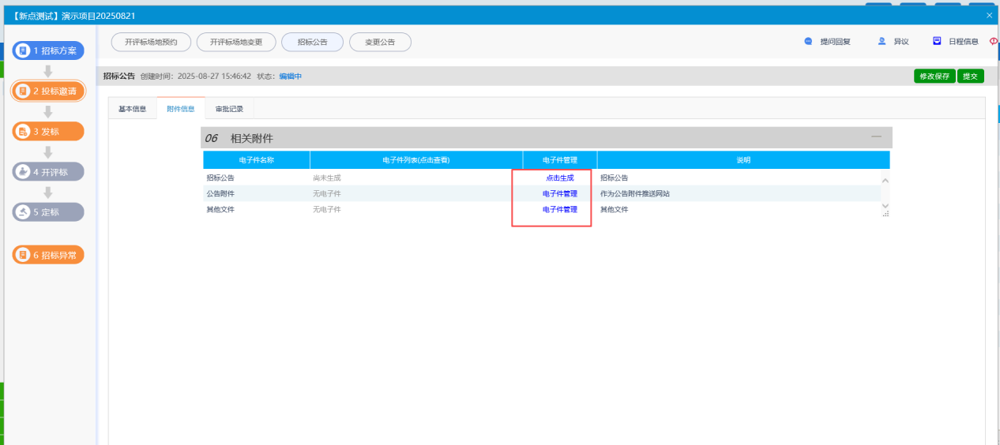 【新点测试】演示项目20250821
1 招标方案
2 投标邀请
3 发标
4 开评标
5 定标
6 招标异常
开评标场地预约 开评标场地变更 招标公告 变更公告
提问回复 异议 日程信息
招标公告 创建时间: 2025-08-27 15:46:42 状态: 编辑中
修改保存 提交
基本信息 附件信息 审批记录
06 相关附件
电子件名称 电子件列表(点击查看) 电子件管理 说明
招标公告 尚未生成 点击生成 招标公告
公告附件 无电子件 电子件管理 作为公告附件推送网站
其他文件 无电子件 电子件管理 其他文件